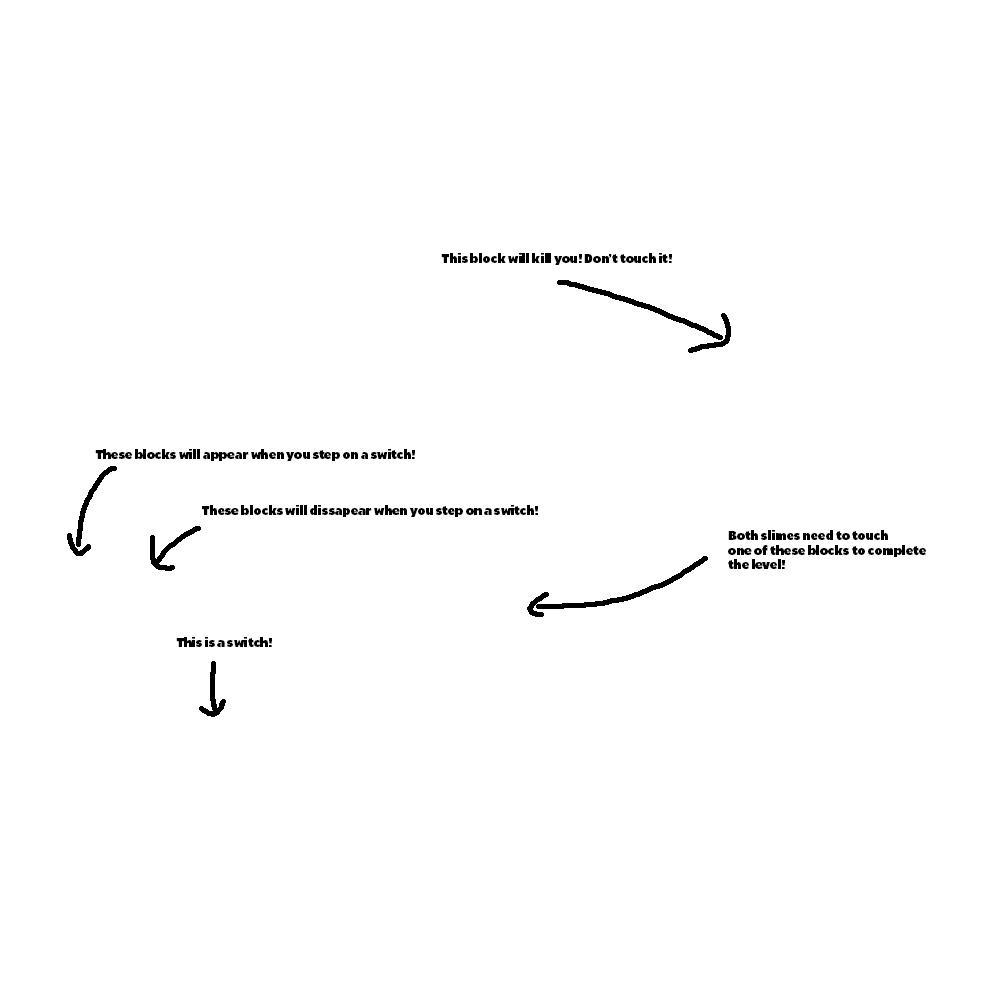 This block will kill you! Don't touch it!
These blocks will appear when you step on a switch!
These blocks will dissapear when you step on a switch!
Both slimes need to touch
one of these blocks to complete
the level!
This is a switch!